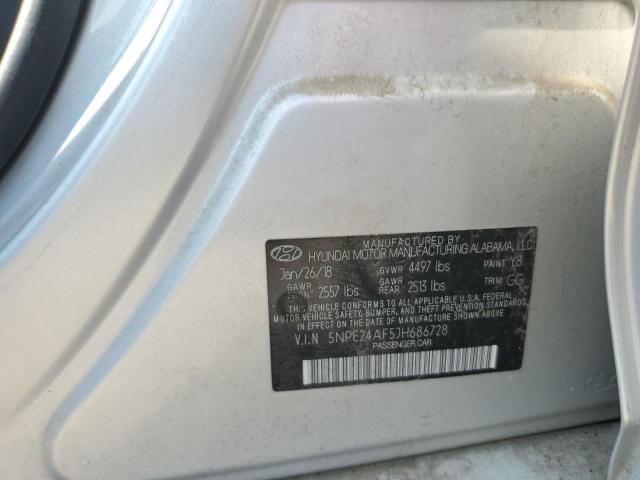 MANUFACTURED BY
HYUNDAI MOTOR MANUFACTURING ALABAMA, LLC
Jan/26/18 GVWR 4497 lbs PAINT Y8
GAWR FRONT 2557 lbs GAWR REAR 2513 lbs TRIM GG
THIS VEHICLE CONFORMS TO ALL APPLICABLE U.S.A. FEDERAL
MOTOR VEHICLE SAFETY, BUMPER, AND THEFT PREVENTION STANDARDS
IN EFFECT ON THE DATE OF MANUFACTURE SHOWN ABOVE.
V.I.N 5NPE24AF5JH686728
PASSENGER CAR